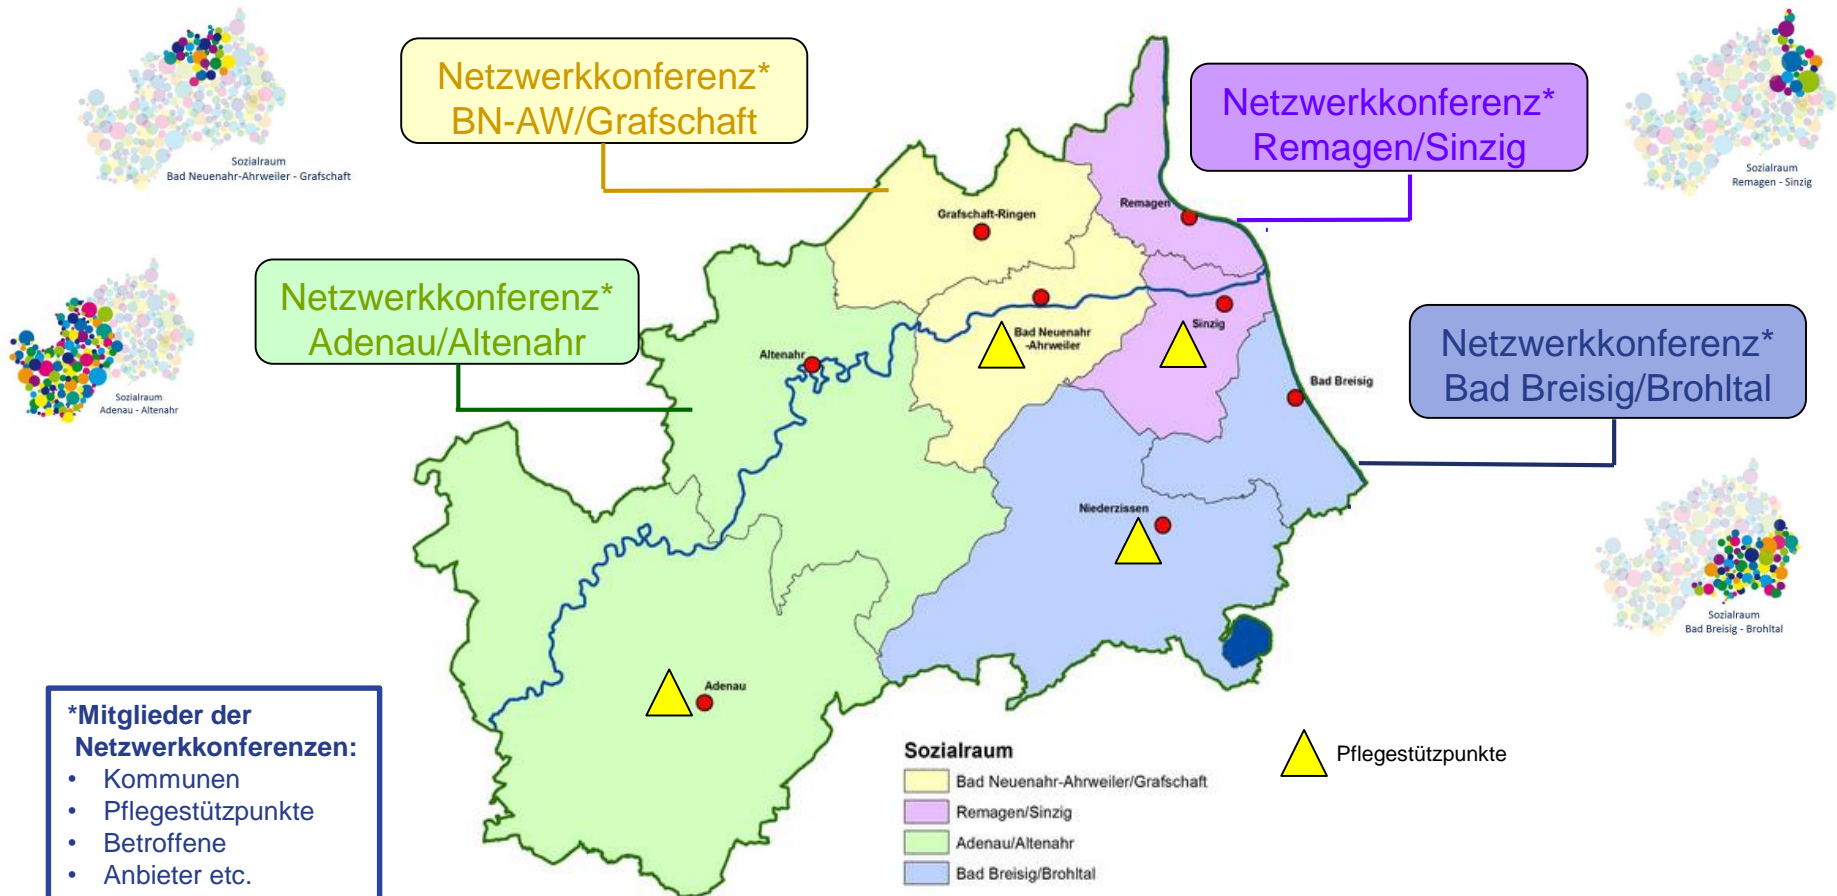 Netzwerkkonferenz*
BN-AW/Grafschaft
Netzwerkkonferenz*
Remagen/Sinzig
Sozialraum
Bad Neuenahr-Ahrweiler - Grafschaft
Sozialraum
Remagen - Sinzig
Netzwerkkonferenz*
Adenau/Altenahr
Sozialraum
Adenau - Altenahr
Netzwerkkonferenz*
Bad Breisig/Brohltal
Sozialraum
Bad Breisig - Brohltal
Grafschaft-Ringen
Remagen
Bad Neuenahr
-Ahrweiler
Sinzig
Altenahr
Bad Breisig
Niederzissen
Adenau
*Mitglieder der
Netzwerkkonferenzen:
• Kommunen
• Pflegestützpunkte
• Betroffene
• Anbieter etc.
Sozialraum
Bad Neuenahr-Ahrweiler/Grafschaft
Remagen/Sinzig
Adenau/Altenahr
Bad Breisig/Brohltal
Pflegestützpunkte